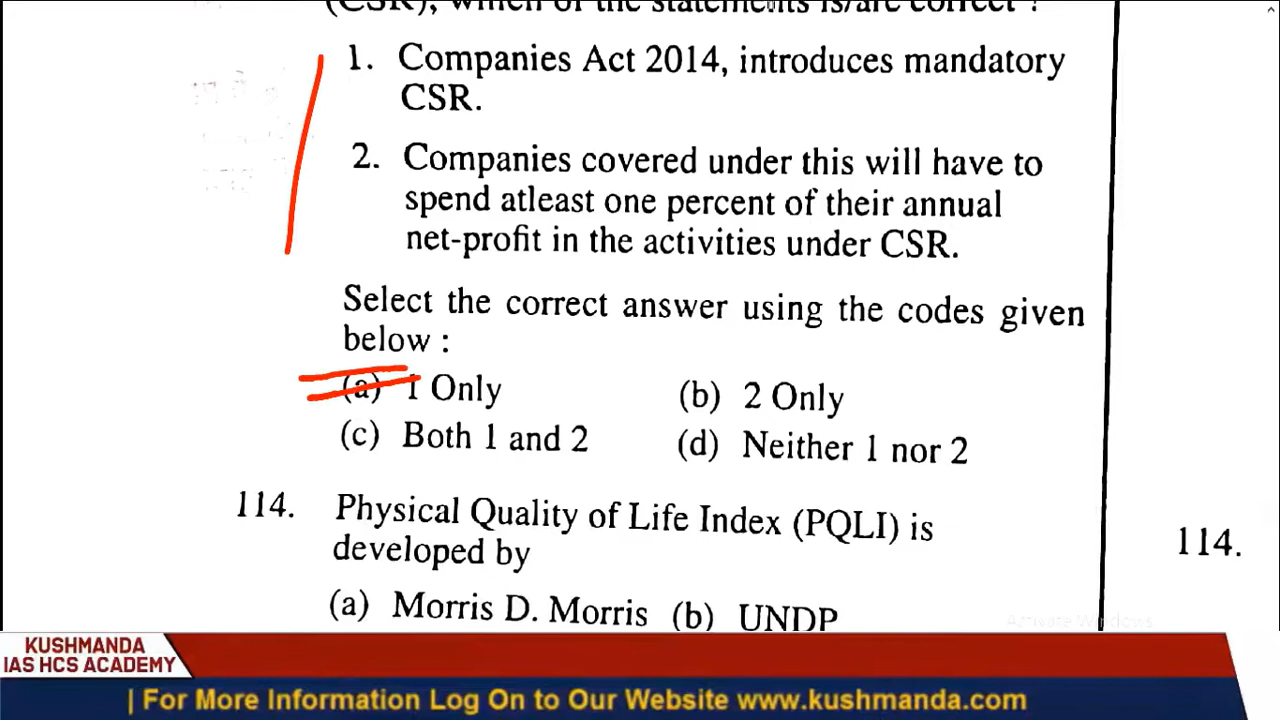 (CSR), which of the statements is/are correct ?
1. Companies Act 2014, introduces mandatory
CSR.
2. Companies covered under this will have to
spend atleast one percent of their annual
net-profit in the activities under CSR.
Select the correct answer using the codes given
below :
(a) 1 Only (b) 2 Only
(c) Both 1 and 2 (d) Neither 1 nor 2
114. Physical Quality of Life Index (PQLI) is
developed by
(a) Morris D. Morris (b) UNDP
114.
Activate Windows
KUSHMANDA
IAS HCS ACADEMY
| For More Information Log On to Our Website www.kushmanda.com